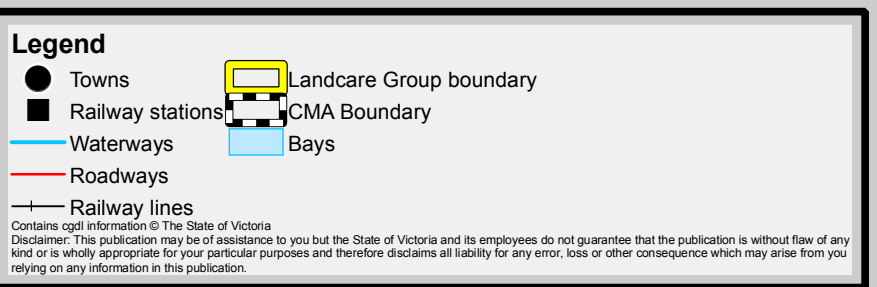 Legend
Towns
Landcare Group boundary
Railway stations
CMA Boundary
Waterways
Bays
Roadways
Railway lines
Contains cgdl information © The State of Victoria
Disclaimer: This publication may be of assistance to you but the State of Victoria and its employees do not guarantee that the publication is without flaw of any
kind or is wholly appropriate for your particular purposes and therefore disclaims all liability for any error, loss or other consequence which may arise from you
relying on any information in this publication.